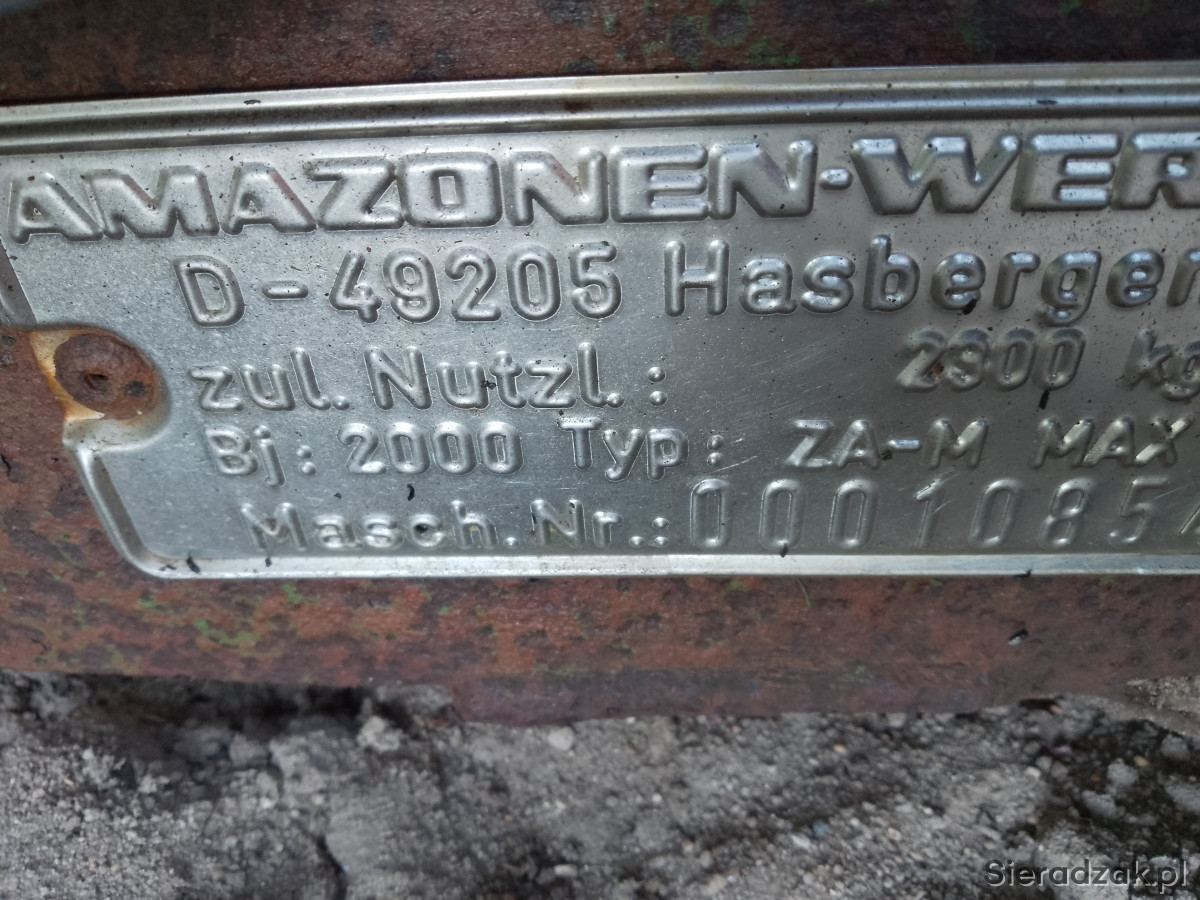 AMAZONEN-WER
D-49205 Hasberger
zul. Nutzl.: 2300 kg
Bj: 2000 Typ: ZA-M MAX
Masch.Nr.: 0001085
Sieradzak.pl